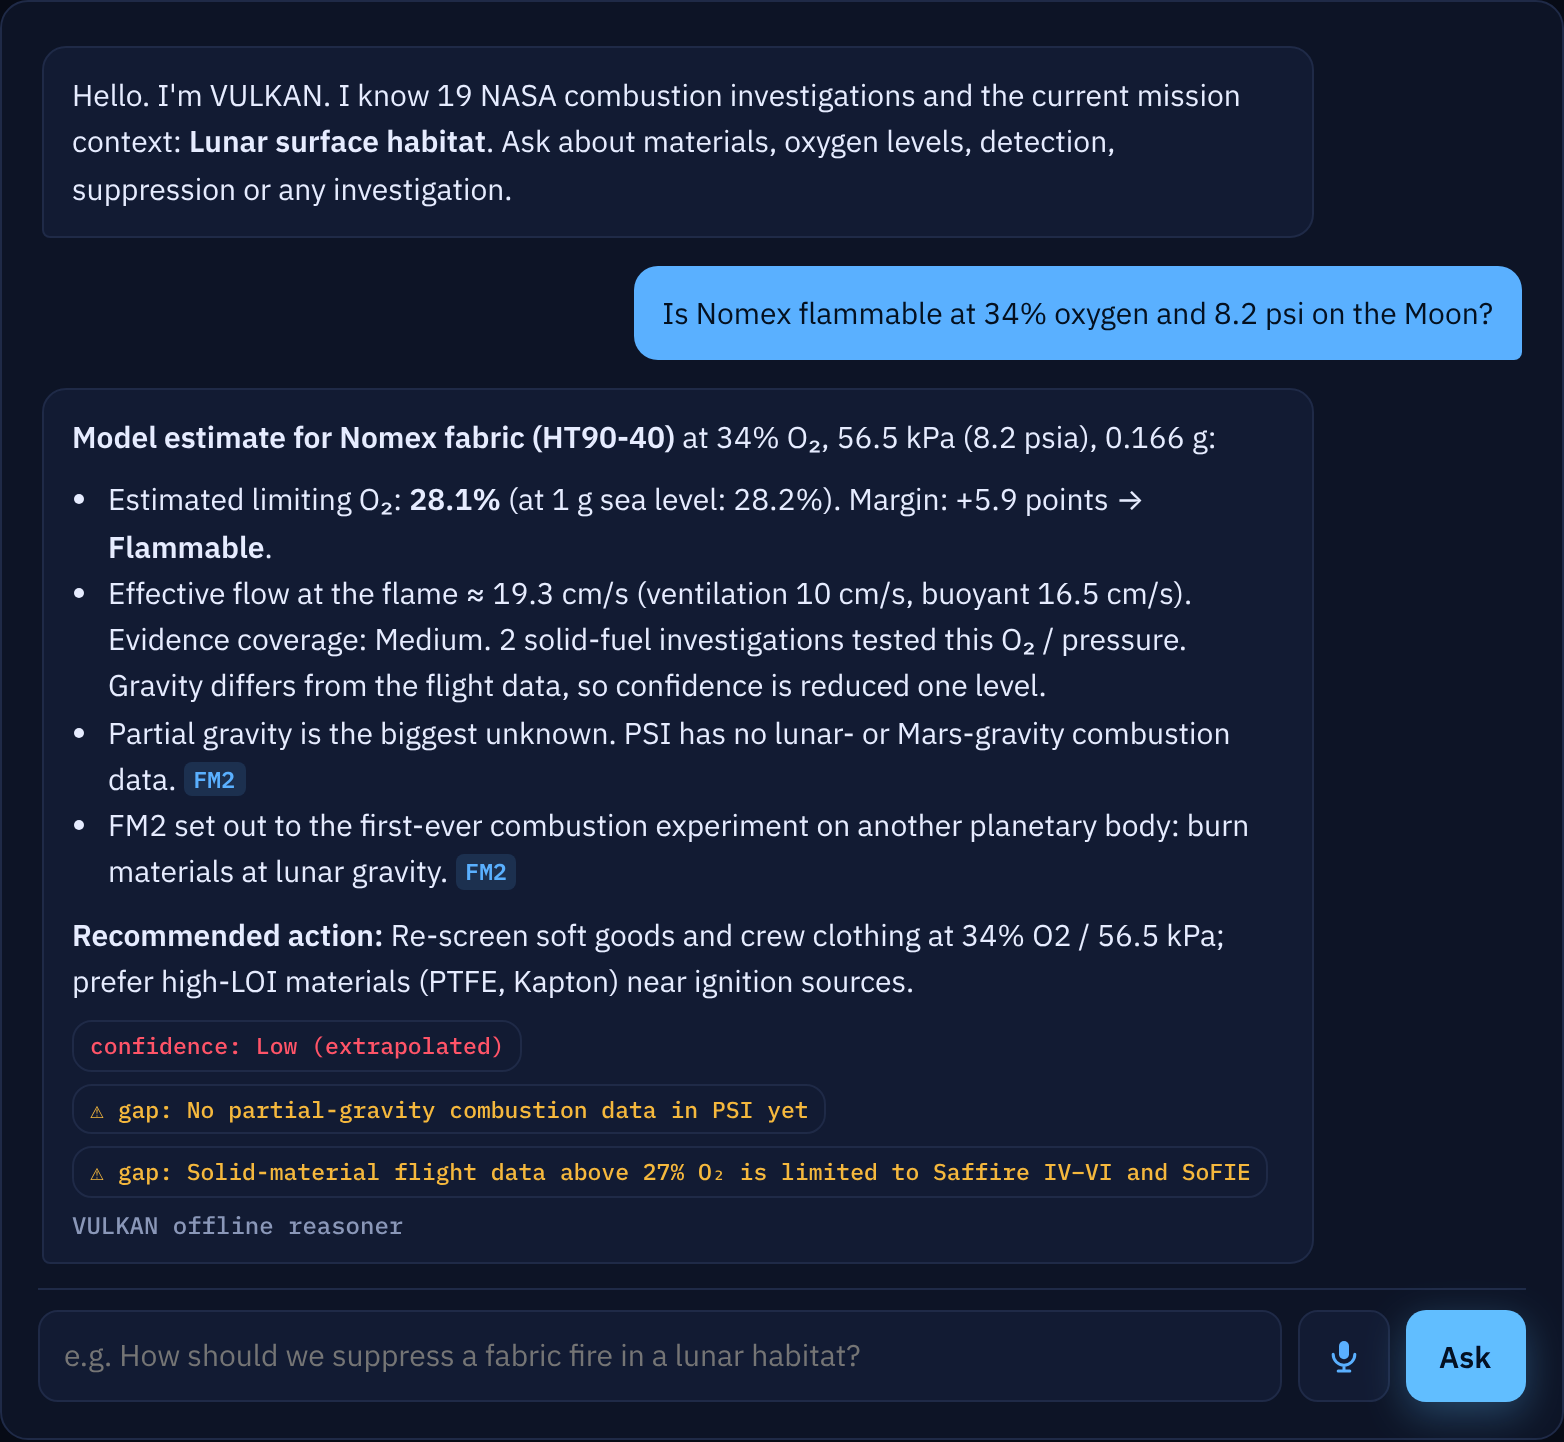 Hello. I'm VULKAN. I know 19 NASA combustion investigations and the current mission
context: Lunar surface habitat. Ask about materials, oxygen levels, detection,
suppression or any investigation.
Is Nomex flammable at 34% oxygen and 8.2 psi on the Moon?
Model estimate for Nomex fabric (HT90-40) at 34% O₂, 56.5 kPa (8.2 psia), 0.166 g:
• Estimated limiting O₂: 28.1% (at 1 g sea level: 28.2%). Margin: +5.9 points →
Flammable.
• Effective flow at the flame ≈ 19.3 cm/s (ventilation 10 cm/s, buoyant 16.5 cm/s).
Evidence coverage: Medium. 2 solid-fuel investigations tested this O₂ / pressure.
Gravity differs from the flight data, so confidence is reduced one level.
• Partial gravity is the biggest unknown. PSI has no lunar- or Mars-gravity combustion
data. FM2
• FM2 set out to the first-ever combustion experiment on another planetary body: burn
materials at lunar gravity. FM2
Recommended action: Re-screen soft goods and crew clothing at 34% O2 / 56.5 kPa;
prefer high-LOI materials (PTFE, Kapton) near ignition sources.
confidence: Low (extrapolated)
⚠ gap: No partial-gravity combustion data in PSI yet
⚠ gap: Solid-material flight data above 27% O₂ is limited to Saffire IV–VI and SoFIE
VULKAN offline reasoner
e.g. How should we suppress a fabric fire in a lunar habitat?
Ask